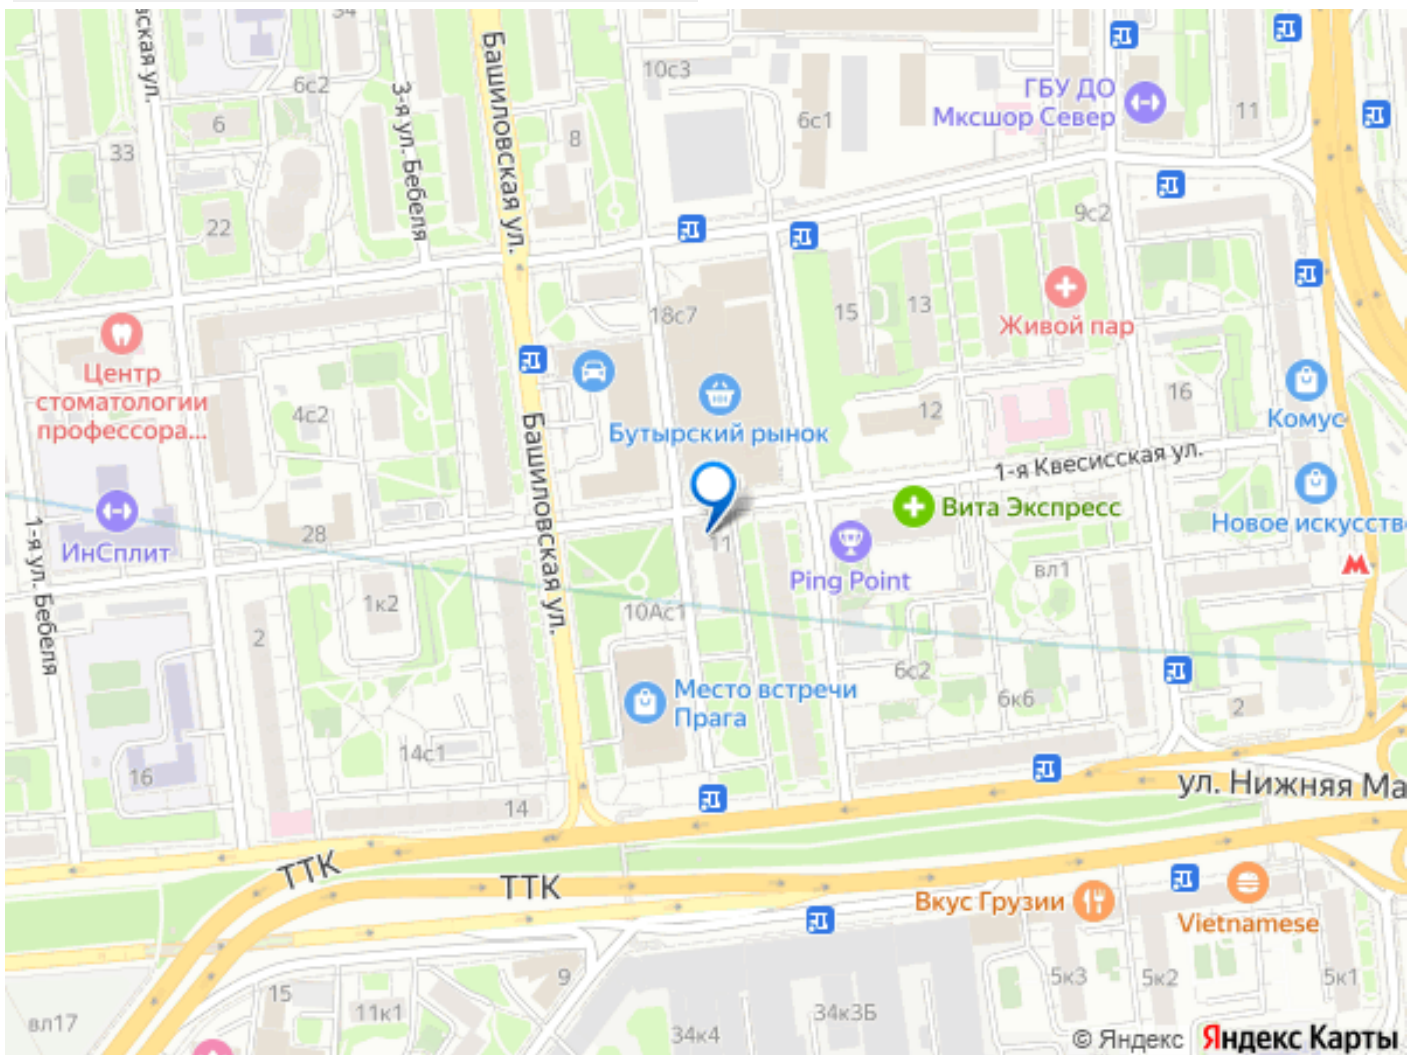 ская ул.
34
Башиловская ул.
10с3
6с2
3-я ул. Бебеля
ГБУ ДО
Мксшор Север
11
6с1
6
8
33
22
9с2
18с7
15
13
Живой пар
Центр
стоматологии
профессора...
4с2
Бутырский рынок
12
16
Комус
Башиловская ул.
1-я Квесисская ул.
Вита Экспресс
Новое искусство
ИнСплит
28
11
Ping Point
вл1
1-я ул. Бебеля
1к2
2
10Ас1
6с2
6к6
2
Место встречи
Прага
14с1
16
14
ул. Нижняя Ма
ТТК
ТТК
Вкус Грузии
Vietnamese
9
15
11к1
вл17
34к4
34к3Б
5к3
5к2
5к1
© Яндекс Яндекс Карты